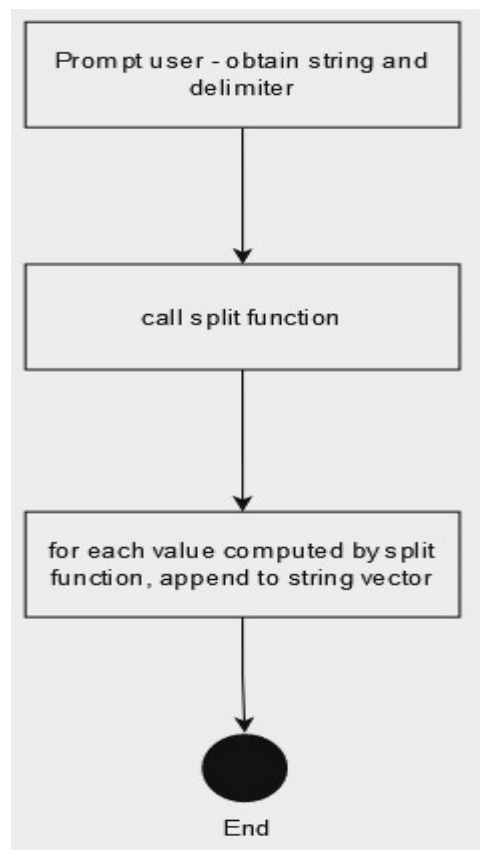 Prompt user - obtain string and
delimiter
call split function
for each value computed by split
function, append to string vector
End